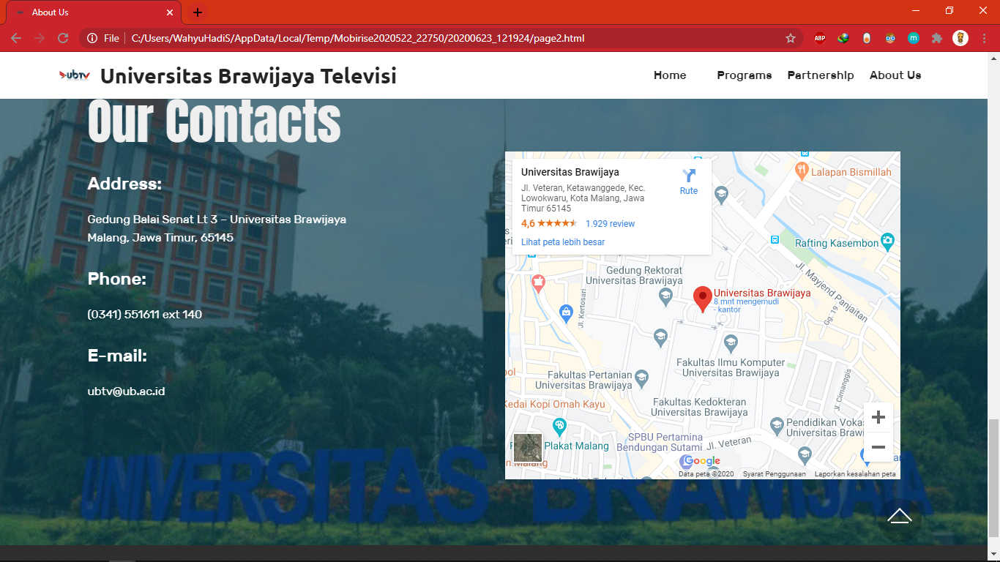 About Us
File
C:/Users/WahyuHadiS/AppData/Local/Temp/Mobirise2020522_22750/20200623_121924/page2.html
ABP
ubTV
Universitas Brawijaya Televisi
Home
Programs
Partnership
About Us
Our Contacts
Address:
Gedung Balai Senat Lt 3 – Universitas Brawijaya
Malang, Jawa Timur, 65145
Phone:
(0341) 551611 ext 140
E-mail:
ubtv@ub.ac.id
Universitas Brawijaya
Jl. Veteran, Ketawanggede, Kec.
Lowokwaru, Kota Malang, Jawa
Timur 65145
4,6
1.929 review
Lihat peta lebih besar
Rute
Lalapan Bismillah
Rafting Kasembon
Jl. Mayjend Panjaitan
Gg. 19
Gedung Rektorat
Universitas Brawijaya
Jl. Kertosari
Universitas Brawijaya
8 mnt mengemudi
- kantor
Fakultas Ilmu Komputer
Universitas Brawijaya
Fakultas Pertanian
Universitas Brawijaya
Kedai Kopi Omah Kayu
Fakultas Kedokteran
Universitas Brawijaya
Jl. Cimanggis
Pendidikan Vokas
Universitas Brawi
Plakat Malang
SPBU Pertamina
Bendungan Sutami
Jl. Veteran
Malang
Google
Data peta ©2020
Syarat Penggunaan
Laporkan kesalahan peta
UNIVERSITAS BRAWIJAYA